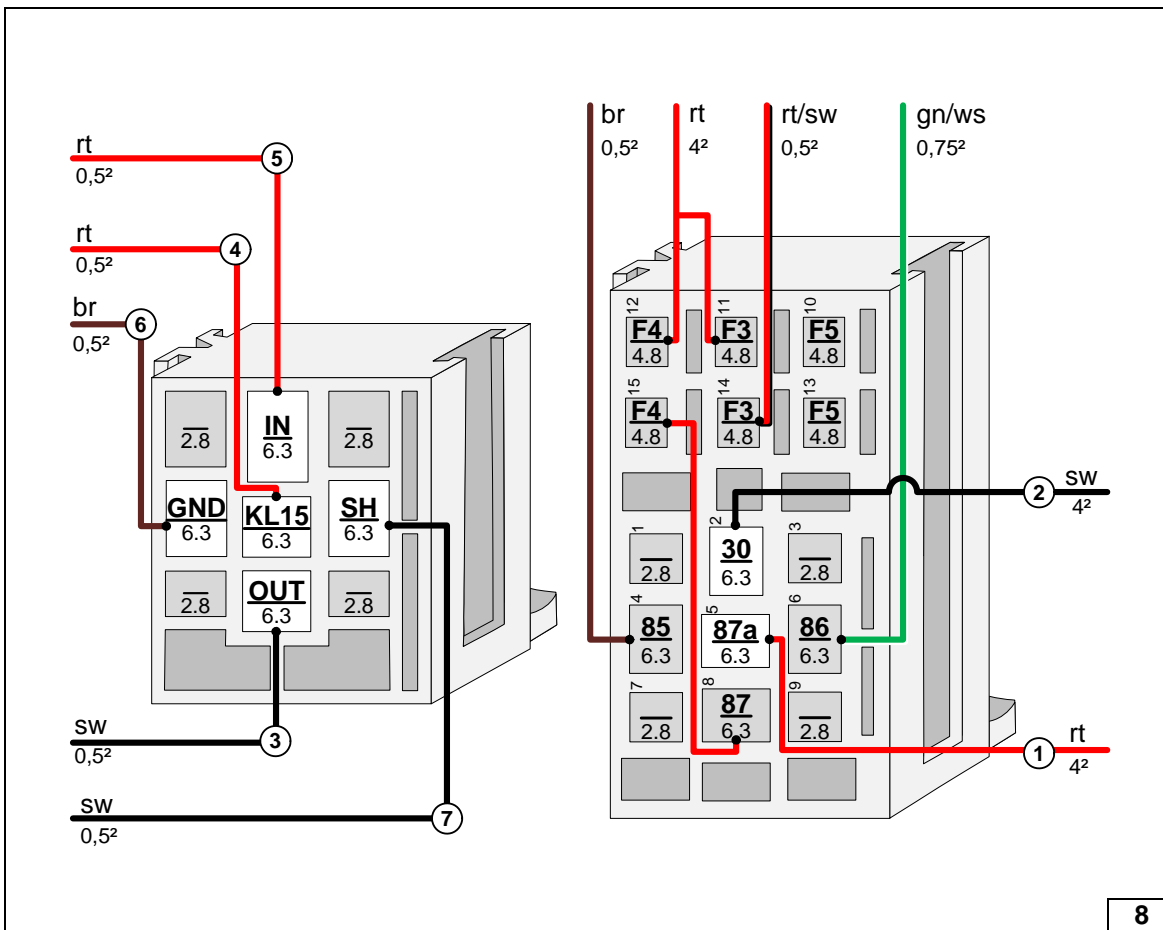 rt
0,5²
5
rt
0,5²
4
br
0,5²
6
2.8
IN
6.3
2.8
GND
6.3
KL15
6.3
SH
6.3
2.8
OUT
6.3
2.8
sw
0,5²
3
sw
0,5²
7
br
0,5²
rt
4²
rt/sw
0,5²
gn/ws
0,75²
12
F4
4.8
11
F3
4.8
10
F5
4.8
15
F4
4.8
14
F3
4.8
13
F5
4.8
2
sw
4²
1
2.8
2
30
6.3
3
2.8
4
85
6.3
5
87a
6.3
6
86
6.3
7
2.8
8
87
6.3
9
2.8
1
rt
4²
8